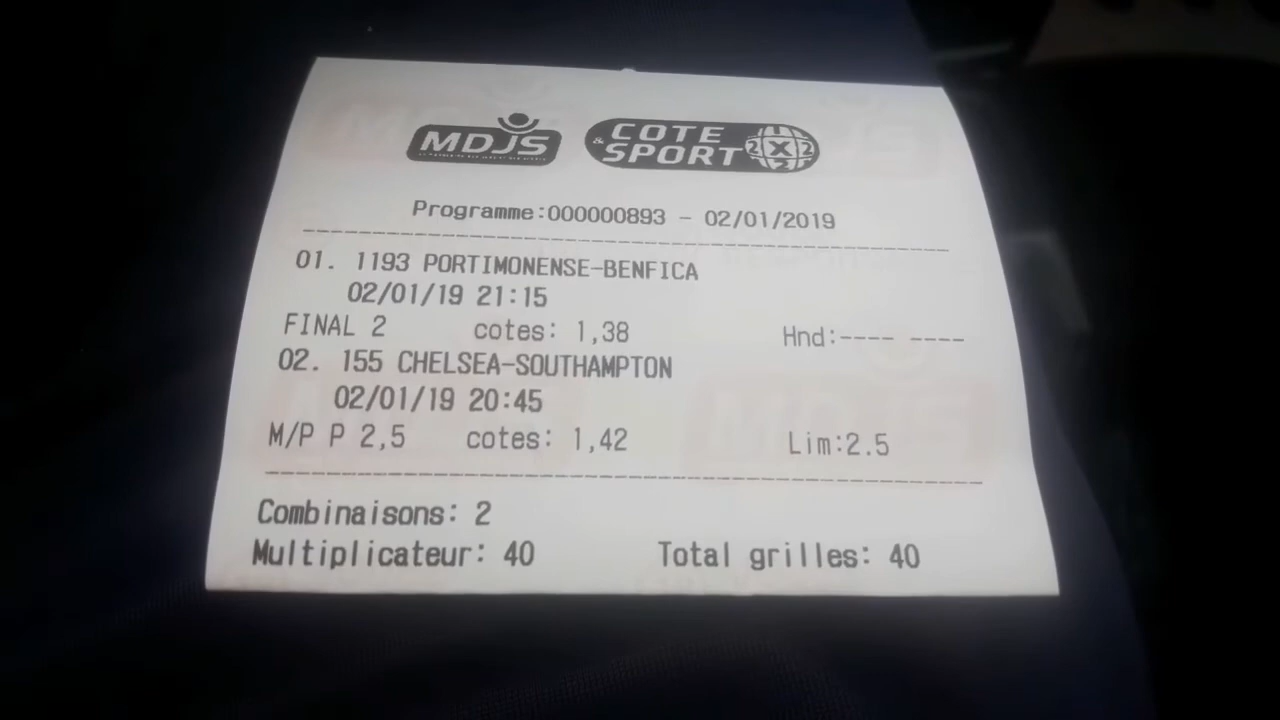 MDJS COTE & SPORT 2X2 2
Programme:000000893 - 02/01/2019
01. 1193 PORTIMONENSE-BENFICA
02/01/19 21:15
FINAL 2 cotes: 1,38 Hnd:---- ----
02. 155 CHELSEA-SOUTHAMPTON
02/01/19 20:45
M/P P 2,5 cotes: 1,42 Lim:2.5
Combinaisons: 2
Multiplicateur: 40 Total grilles: 40